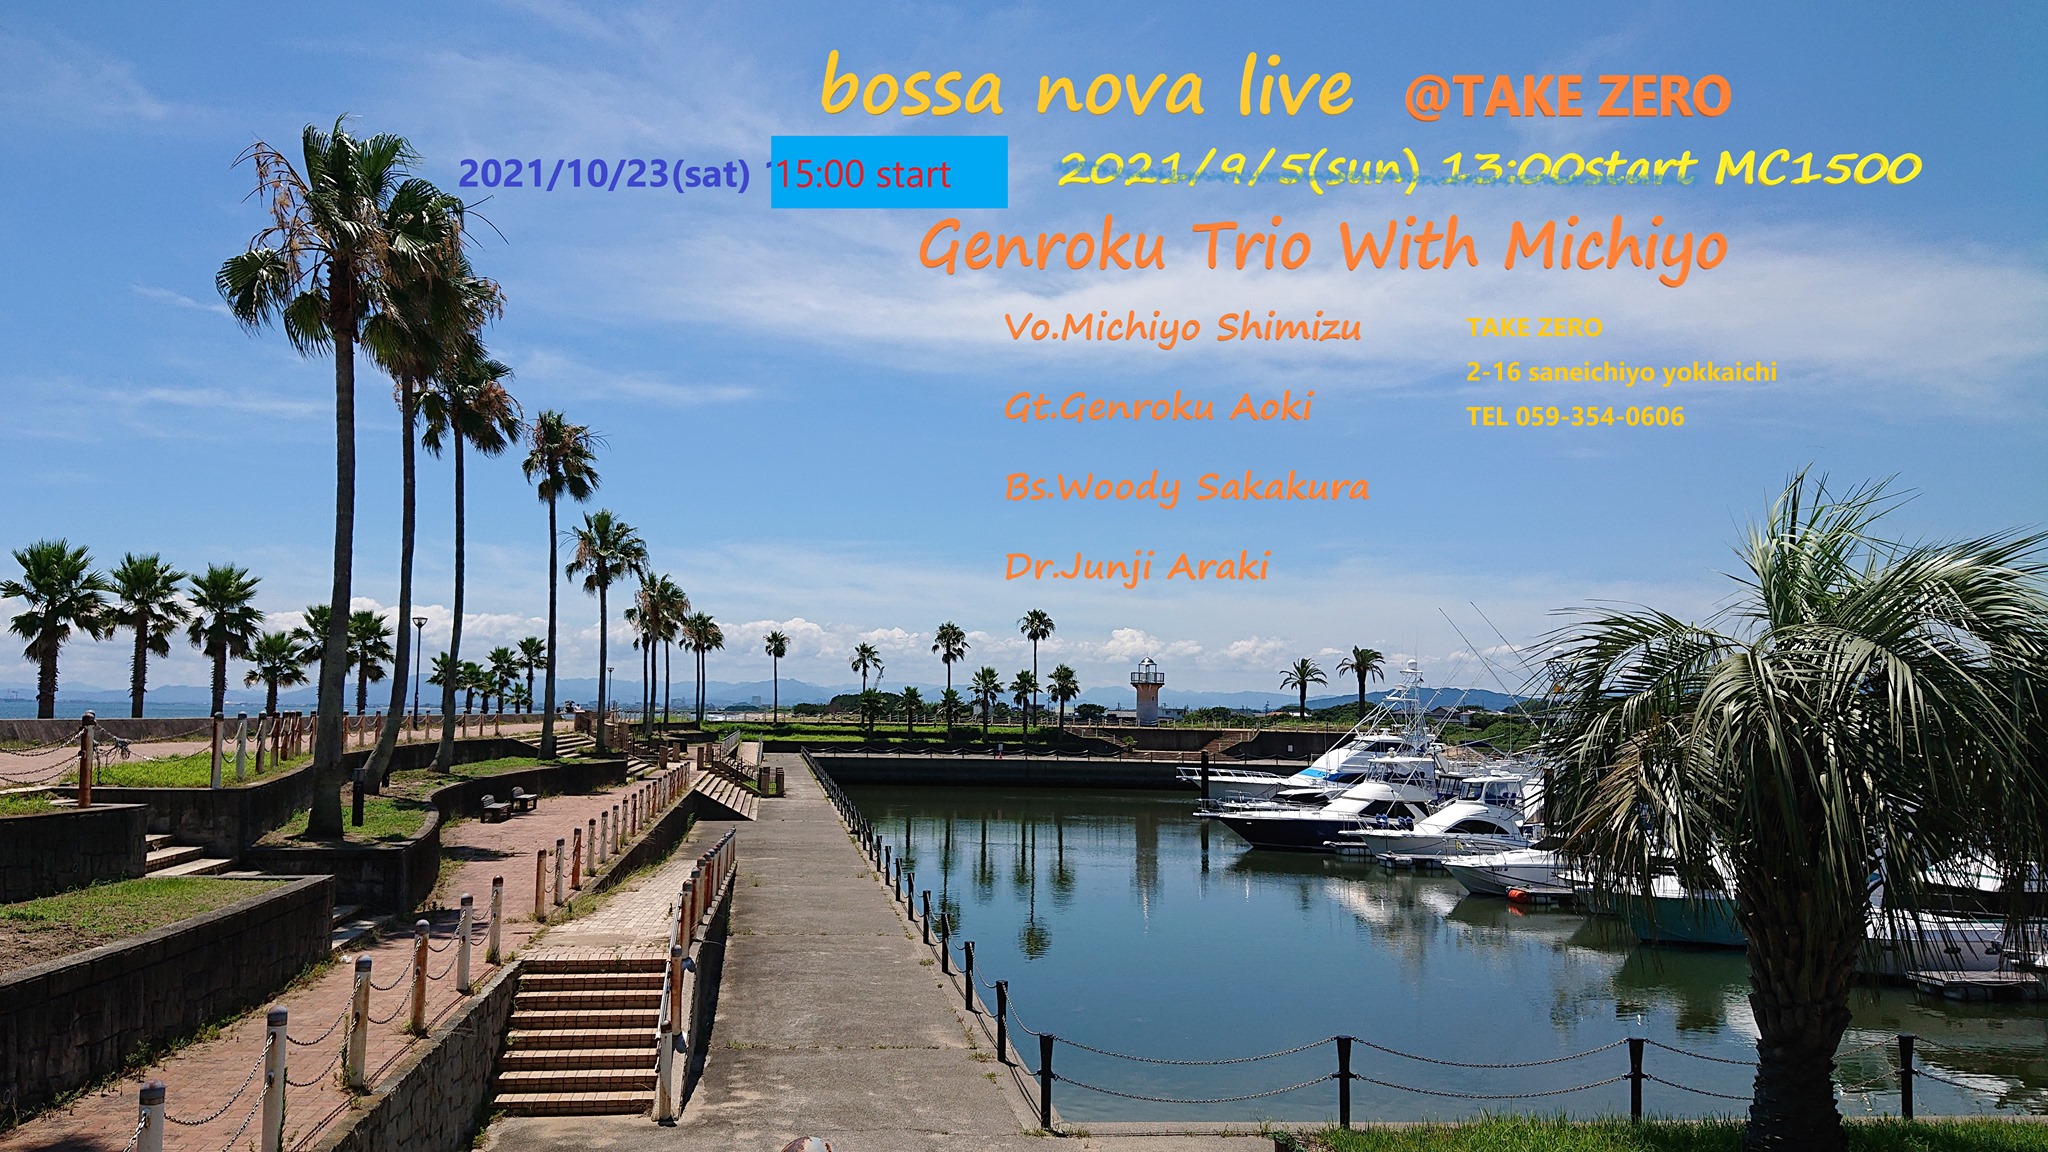 bossa nova live @TAKE ZERO
2021/10/23(sat) 15:00 start
2021/9/5(sun) 13:00start MC1500
Genroku Trio With Michiyo
Vo.Michiyo Shimizu
Gt.Genroku Aoki
Bs.Woody Sakakura
Dr.Junji Araki
TAKE ZERO
2-16 saneichiyo yokkaichi
TEL 059-354-0606